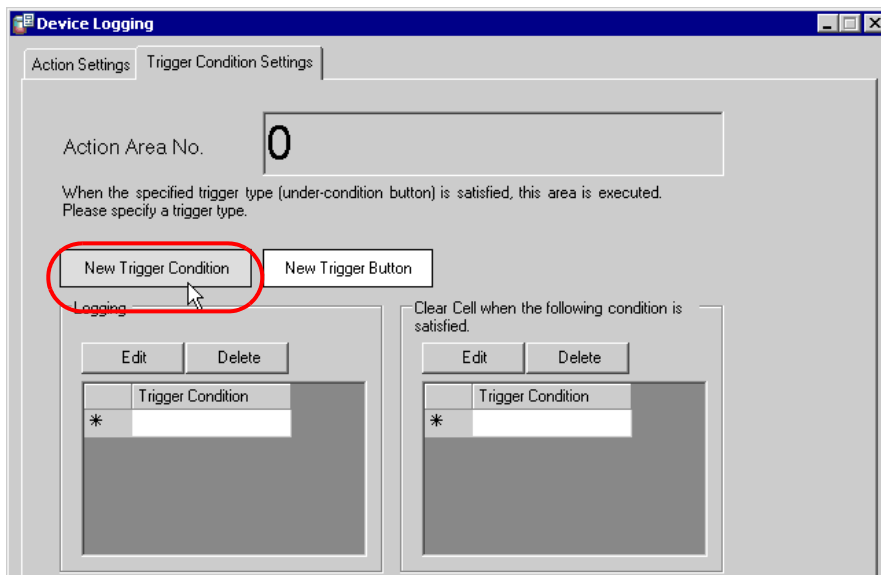 Device Logging
Action Settings
Trigger Condition Settings
Action Area No.
0
When the specified trigger type (under-condition button) is satisfied, this area is executed.
Please specify a trigger type.
New Trigger Condition
New Trigger Button
Logging
Edit
Delete
Trigger Condition
Clear Cell when the following condition is
satisfied.
Edit
Delete
Trigger Condition